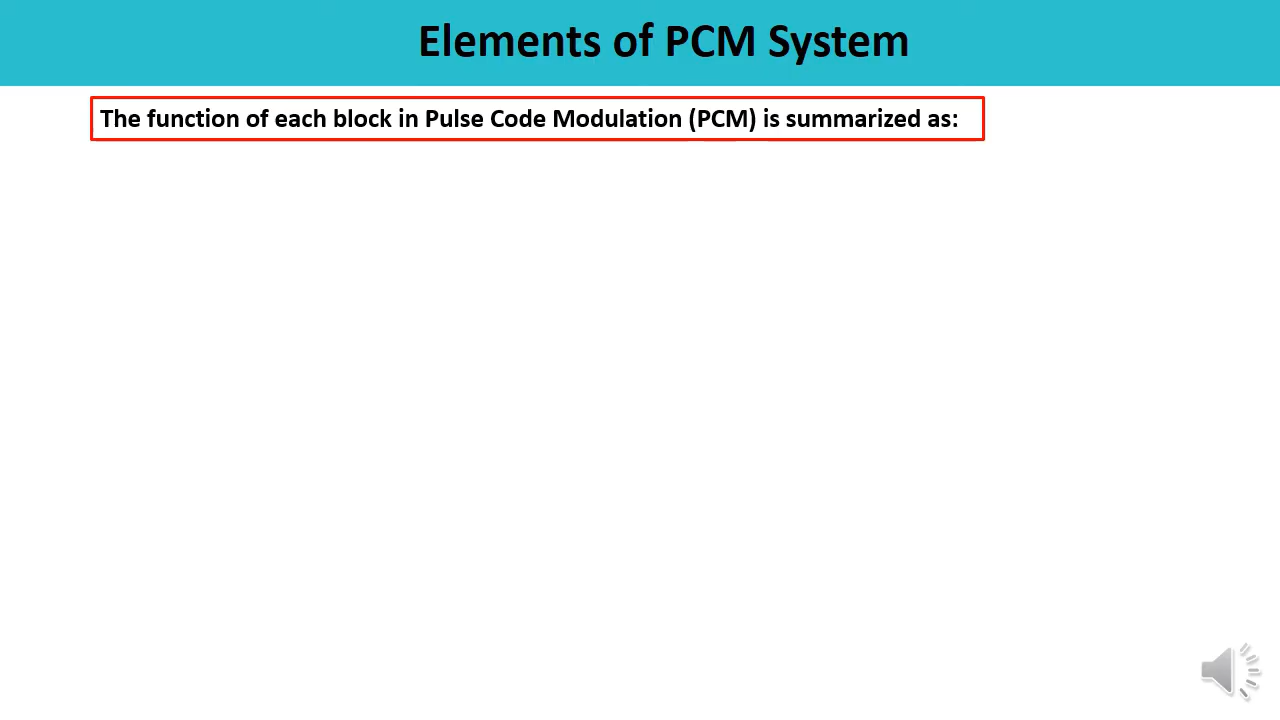 Elements of PCM System
The function of each block in Pulse Code Modulation (PCM) is summarized as: